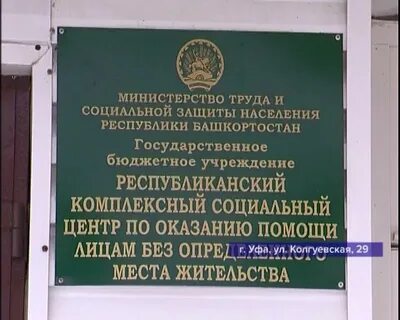 МИНИСТЕРСТВО ТРУДА И
СОЦИАЛЬНОЙ ЗАЩИТЫ НАСЕЛЕНИЯ
РЕСПУБЛИКИ БАШКОРТОСТАН
Государственное
бюджетное учреждение
РЕСПУБЛИКАНСКИЙ
КОМПЛЕКСНЫЙ СОЦИАЛЬНЫЙ
ЦЕНТР ПО ОКАЗАНИЮ ПОМОЩИ
ЛИЦАМ БЕЗ ОПРЕДЕЛЕННОГО
г. Уфа, ул. Колгуевская, 29
МЕСТА ЖИТЕЛЬСТВА